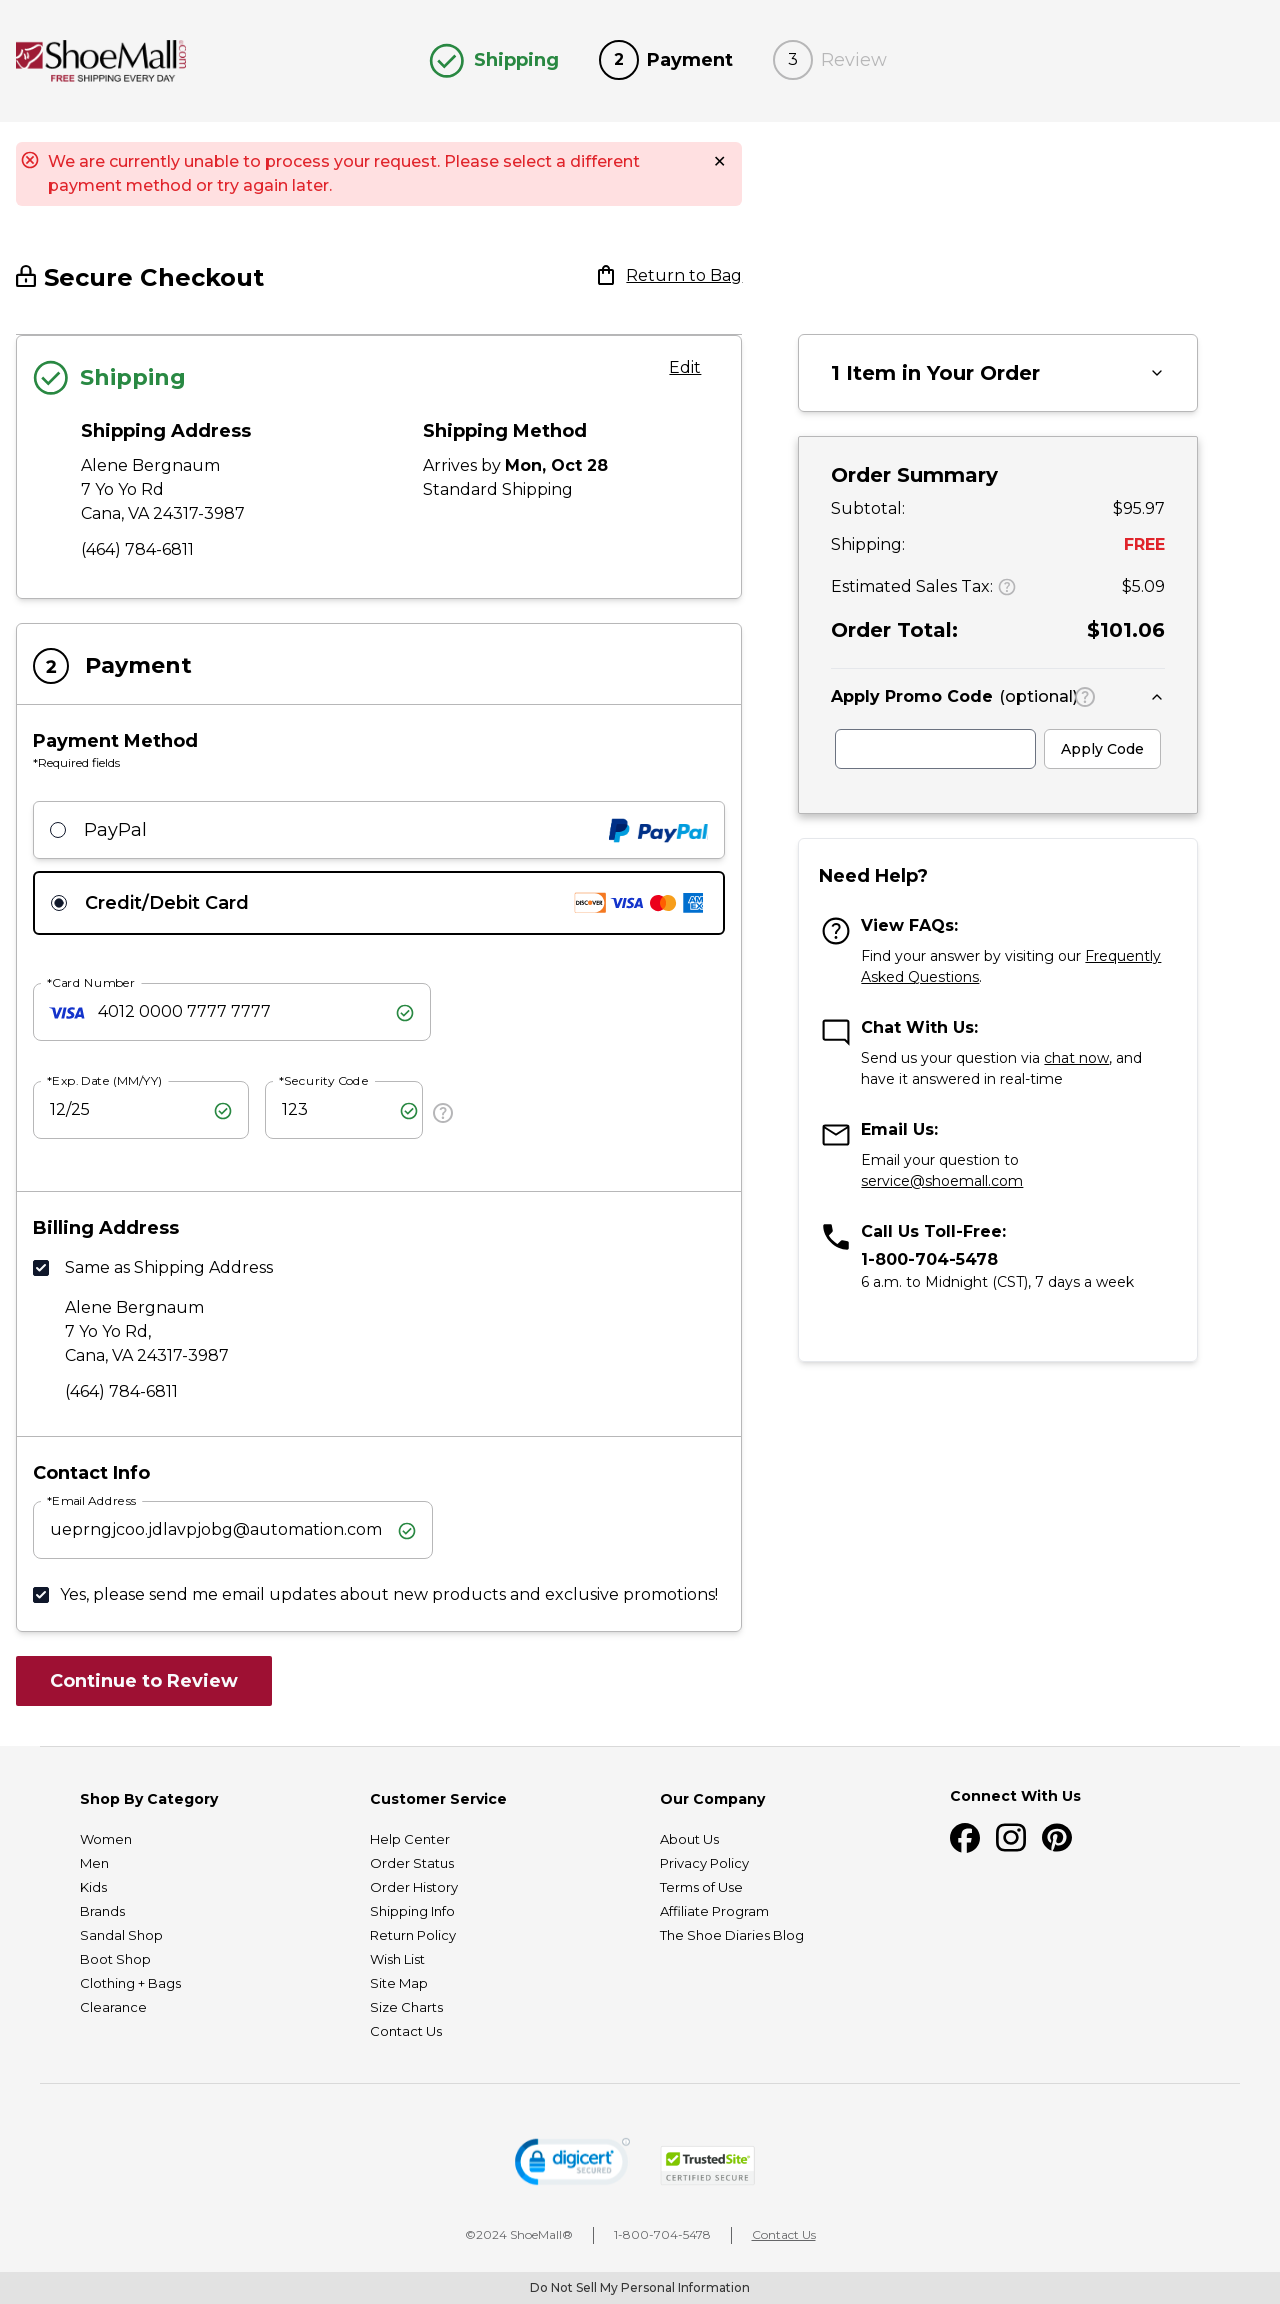 ShoeMall.com
FREE SHIPPING EVERY DAY
Shipping
2 Payment
3 Review
We are currently unable to process your request. Please select a different
payment method or try again later.
Secure Checkout
Return to Bag
Shipping
Edit
Shipping Address
Alene Bergnaum
7 Yo Yo Rd
Cana, VA 24317-3987
(464) 784-6811
Shipping Method
Arrives by Mon, Oct 28
Standard Shipping
2 Payment
Payment Method
*Required fields
PayPal
PayPal
Credit/Debit Card
DISCOVER VISA AMEX
*Card Number
VISA 4012 0000 7777 7777
*Exp. Date (MM/YY)
12/25
*Security Code
123
?
Billing Address
Same as Shipping Address
Alene Bergnaum
7 Yo Yo Rd,
Cana, VA 24317-3987
(464) 784-6811
Contact Info
*Email Address
ueprngjcoo.jdlavpjobg@automation.com
Yes, please send me email updates about new products and exclusive promotions!
Continue to Review
1 Item in Your Order
Order Summary
Subtotal: $95.97
Shipping: FREE
Estimated Sales Tax: ? $5.09
Order Total: $101.06
Apply Promo Code (optional) ?
Apply Code
Need Help?
View FAQs:
Find your answer by visiting our Frequently
Asked Questions.
Chat With Us:
Send us your question via chat now, and
have it answered in real-time
Email Us:
Email your question to
service@shoemall.com
Call Us Toll-Free:
1-800-704-5478
6 a.m. to Midnight (CST), 7 days a week
Shop By Category
Women
Men
Kids
Brands
Sandal Shop
Boot Shop
Clothing + Bags
Clearance
Customer Service
Help Center
Order Status
Order History
Shipping Info
Return Policy
Wish List
Site Map
Size Charts
Contact Us
Our Company
About Us
Privacy Policy
Terms of Use
Affiliate Program
The Shoe Diaries Blog
Connect With Us
digicert
SECURED
TrustedSite
CERTIFIED SECURE
©2024 ShoeMall®
1-800-704-5478
Contact Us
Do Not Sell My Personal Information